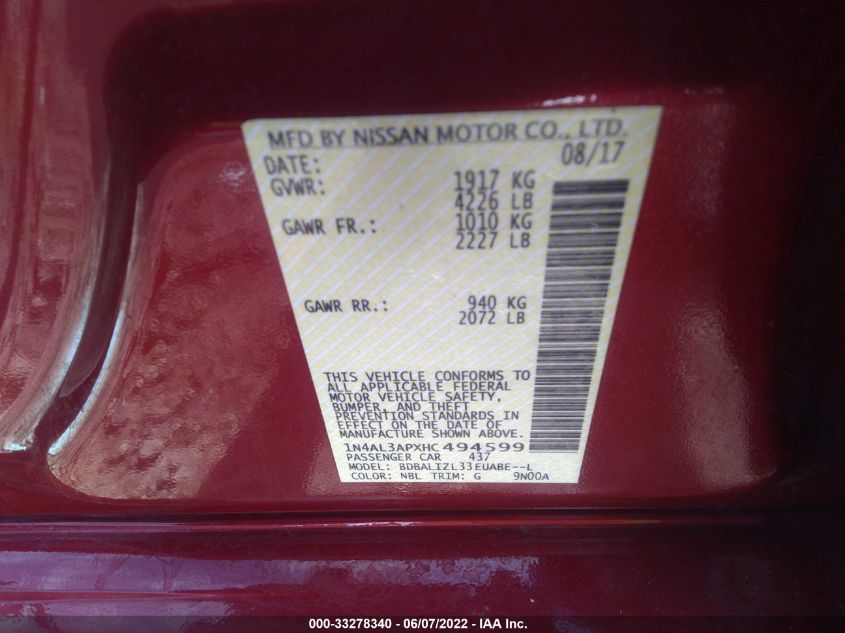 MFD BY NISSAN MOTOR CO., LTD.
DATE: 08/17
GVWR: 1917 KG
4226 LB
GAWR FR.: 1010 KG
2227 LB
GAWR RR.: 940 KG
2072 LB
THIS VEHICLE CONFORMS TO
ALL APPLICABLE FEDERAL
MOTOR VEHICLE SAFETY,
BUMPER, AND THEFT
PREVENTION STANDARDS IN
EFFECT ON THE DATE OF
MANUFACTURE SHOWN ABOVE.
1N4AL3APXHC494599
PASSENGER CAR 437
MODEL: BDBALIZL33EUABE--L
COLOR: NBL TRIM: G 9N00A
000-33278340 - 06/07/2022 - IAA Inc.